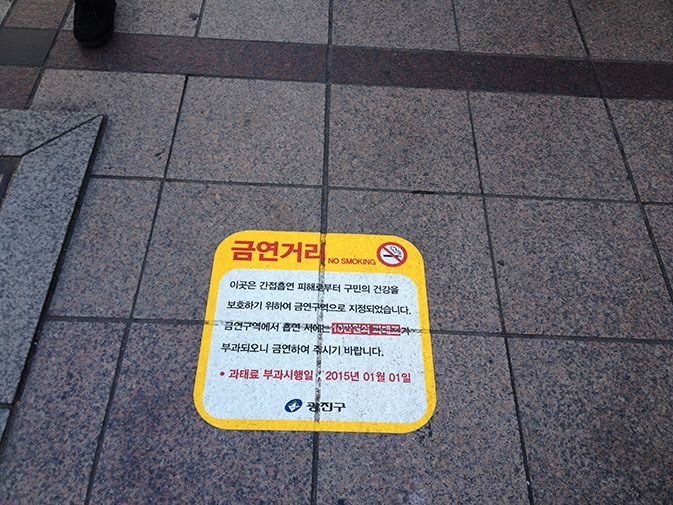 금연거리 NO SMOKING
이곳은 간접흡연 피해로부터 구민의 건강을
보호하기 위하여 금연구역으로 지정되었습니다.
금연구역에서 흡연 시에는 10만원의 과태료가
부과되오니 금연하여 주시기 바랍니다.
• 과태료 부과시행일 : 2015년 01월 01일
광진구